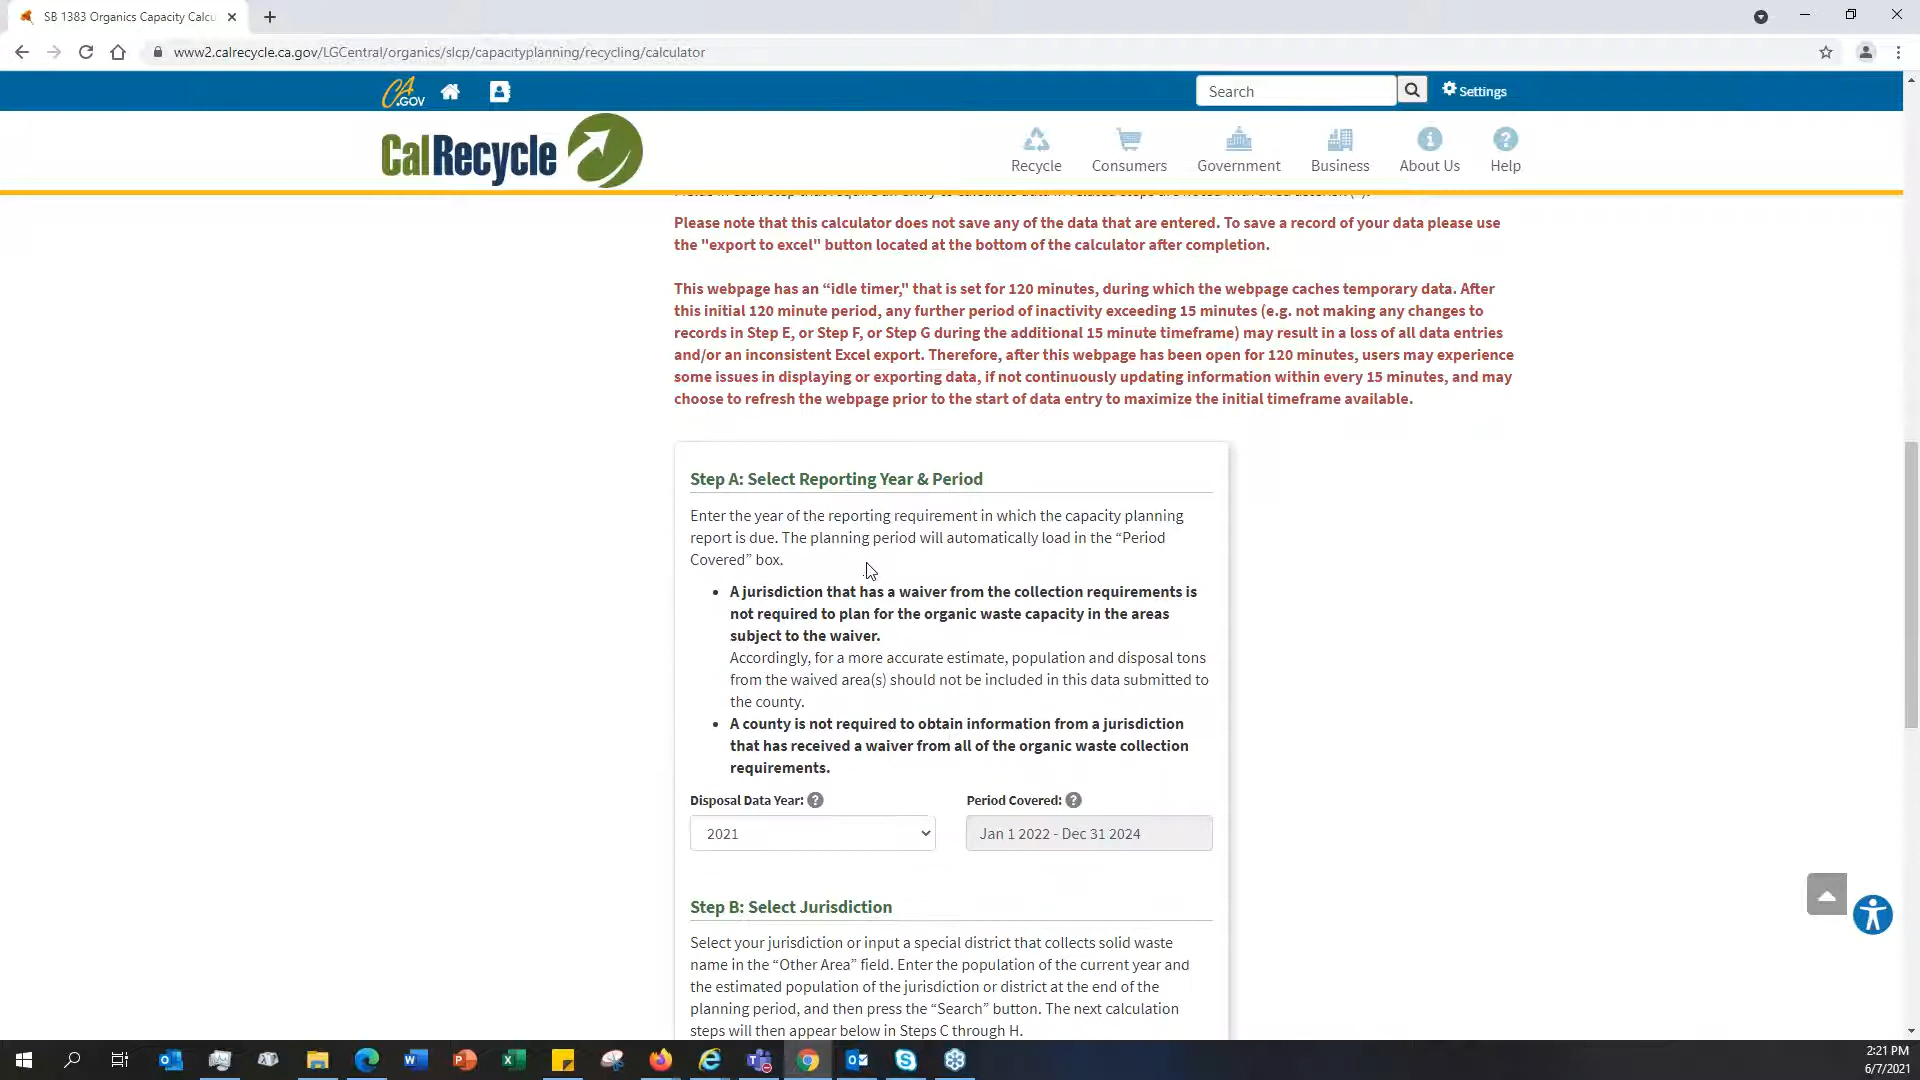 SB 1383 Organics Capacity Calcu
www2.calrecycle.ca.gov/LGCentral/organics/slcp/capacityplanning/recycling/calculator
CA.GOV
Search
Settings
CalRecycle
Recycle
Consumers
Government
Business
About Us
Help
Please note that this calculator does not save any of the data that are entered. To save a record of your data please use
the "export to excel" button located at the bottom of the calculator after completion.
This webpage has an “idle timer," that is set for 120 minutes, during which the webpage caches temporary data. After
this initial 120 minute period, any further period of inactivity exceeding 15 minutes (e.g. not making any changes to
records in Step E, or Step F, or Step G during the additional 15 minute timeframe) may result in a loss of all data entries
and/or an inconsistent Excel export. Therefore, after this webpage has been open for 120 minutes, users may experience
some issues in displaying or exporting data, if not continuously updating information within every 15 minutes, and may
choose to refresh the webpage prior to the start of data entry to maximize the initial timeframe available.
Step A: Select Reporting Year & Period
Enter the year of the reporting requirement in which the capacity planning
report is due. The planning period will automatically load in the “Period
Covered” box.
• A jurisdiction that has a waiver from the collection requirements is
not required to plan for the organic waste capacity in the areas
subject to the waiver.
Accordingly, for a more accurate estimate, population and disposal tons
from the waived area(s) should not be included in this data submitted to
the county.
• A county is not required to obtain information from a jurisdiction
that has received a waiver from all of the organic waste collection
requirements.
Disposal Data Year: ?
Period Covered: ?
2021
Jan 1 2022 - Dec 31 2024
Step B: Select Jurisdiction
Select your jurisdiction or input a special district that collects solid waste
name in the “Other Area” field. Enter the population of the current year and
the estimated population of the jurisdiction or district at the end of the
planning period, and then press the “Search” button. The next calculation
steps will then appear below in Steps C through H.
2:21 PM
6/7/2021